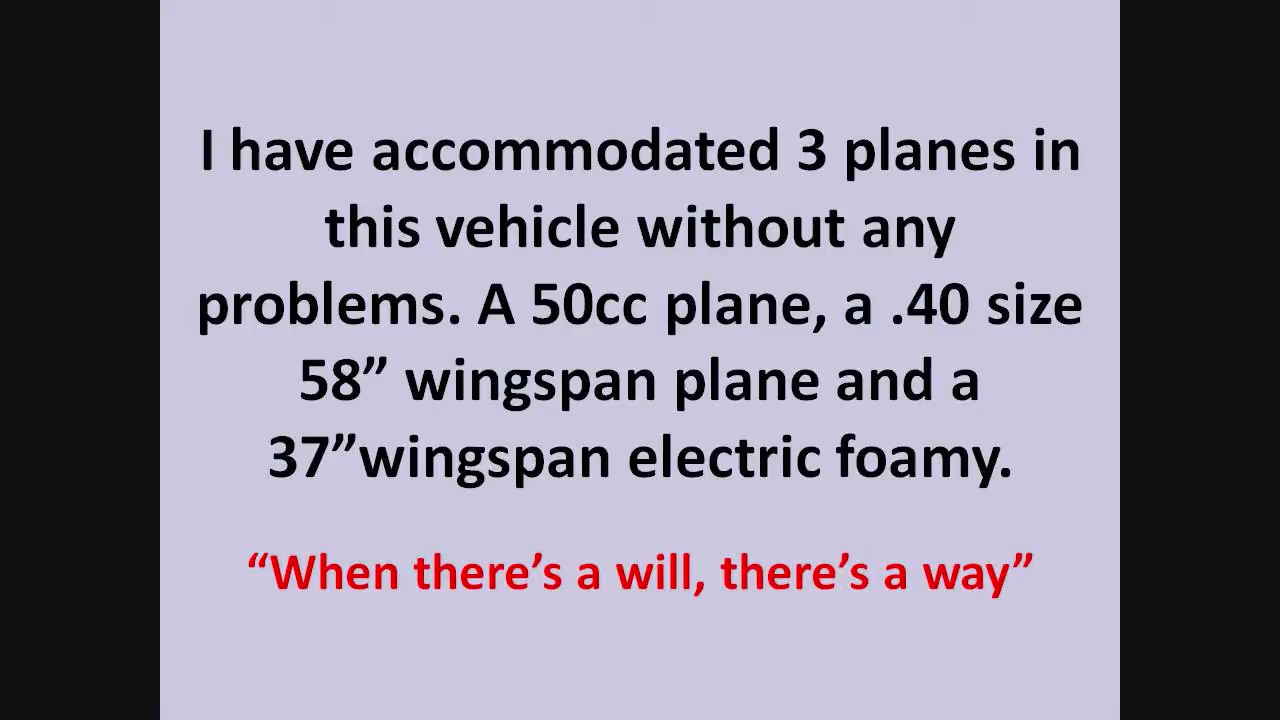 I have accommodated 3 planes in
this vehicle without any
problems. A 50cc plane, a .40 size
58” wingspan plane and a
37”wingspan electric foamy.
“When there’s a will, there’s a way”